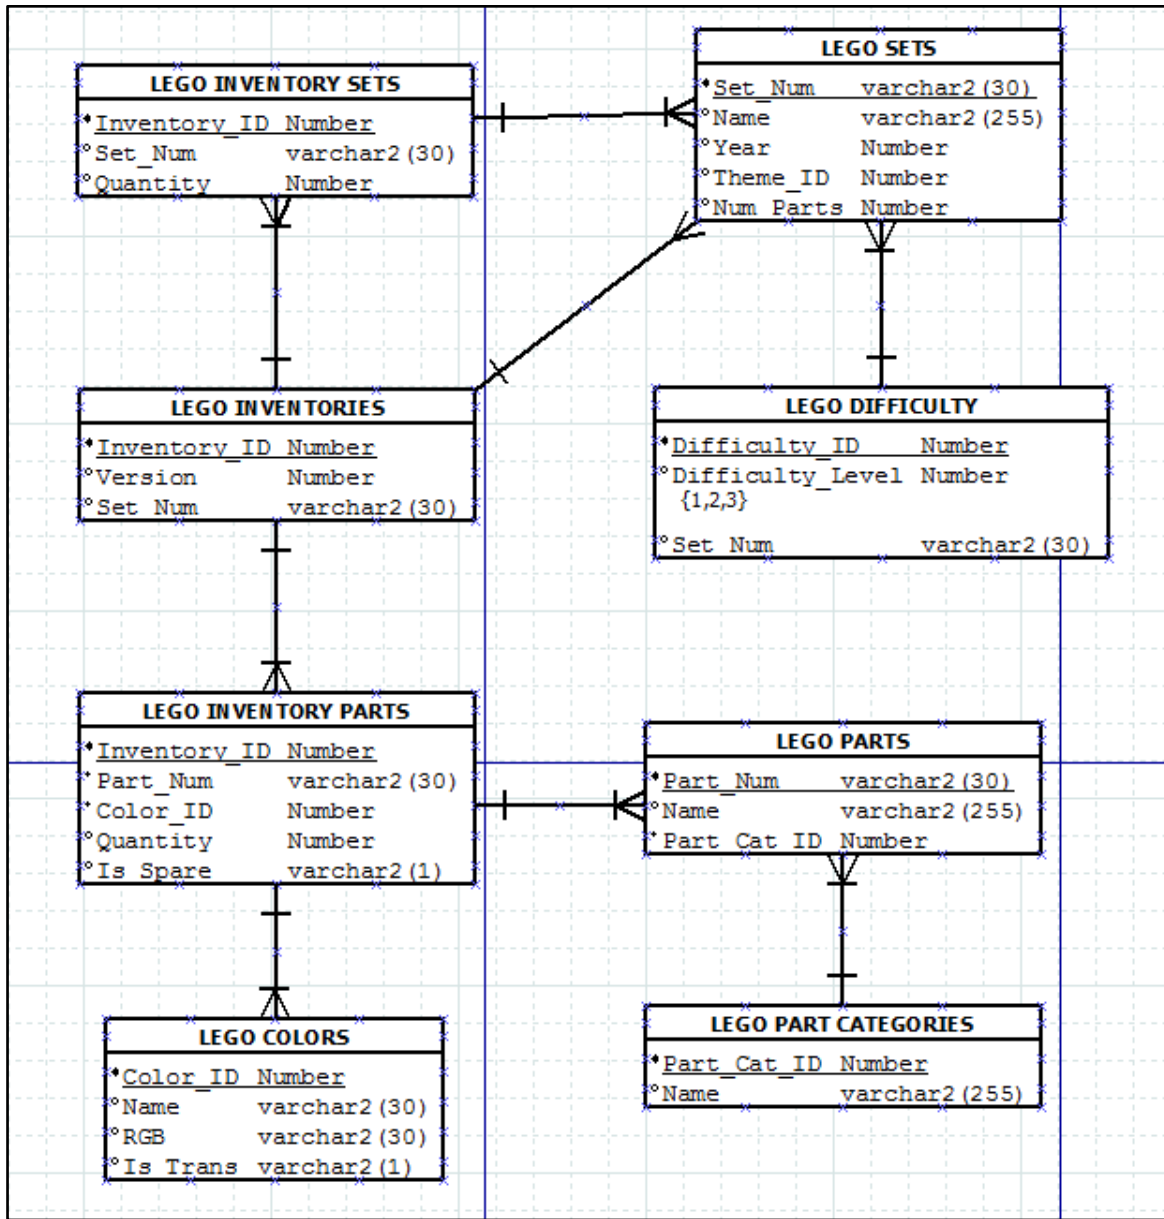 LEGO INVENTORY SETS
Inventory_ID Number
Set_Num varchar2(30)
Quantity Number
LEGO SETS
Set_Num varchar2(30)
Name varchar2(255)
Year Number
Theme_ID Number
Num_Parts Number
LEGO INVENTORIES
Inventory_ID Number
Version Number
Set_Num varchar2(30)
LEGO DIFFICULTY
Difficulty_ID Number
Difficulty_Level Number
{1,2,3}
Set_Num varchar2(30)
LEGO INVENTORY PARTS
Inventory_ID Number
Part_Num varchar2(30)
Color_ID Number
Quantity Number
Is_Spare varchar2(1)
LEGO PARTS
Part_Num varchar2(30)
Name varchar2(255)
Part_Cat_ID Number
LEGO COLORS
Color_ID Number
Name varchar2(30)
RGB varchar2(30)
Is_Trans varchar2(1)
LEGO PART CATEGORIES
Part_Cat_ID Number
Name varchar2(255)